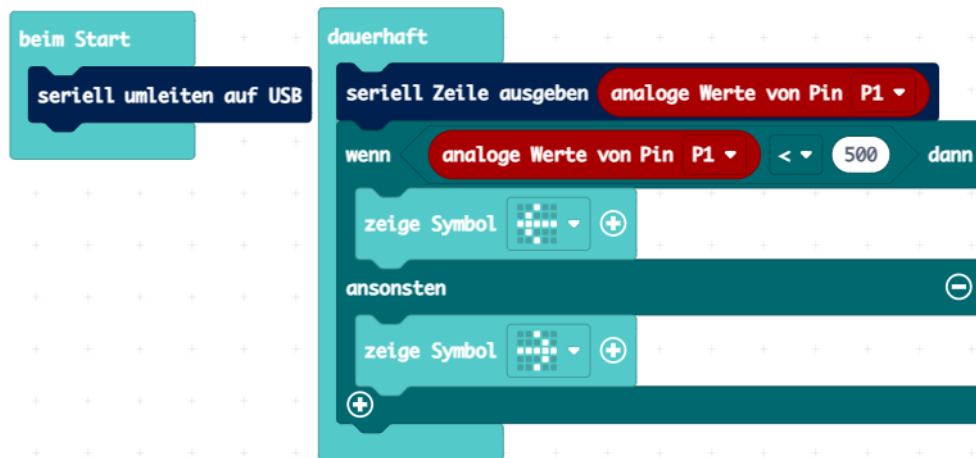 beim Start
seriell umleiten auf USB
dauerhaft
seriell Zeile ausgeben analoge Werte von Pin P1
wenn analoge Werte von Pin P1 < 500 dann
zeige Symbol
ansonsten
zeige Symbol